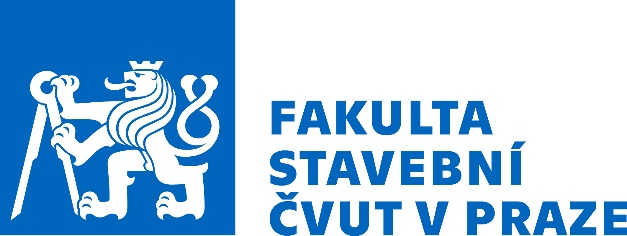 FAKULTA
STAVEBNÍ
ČVUT V PRAZE